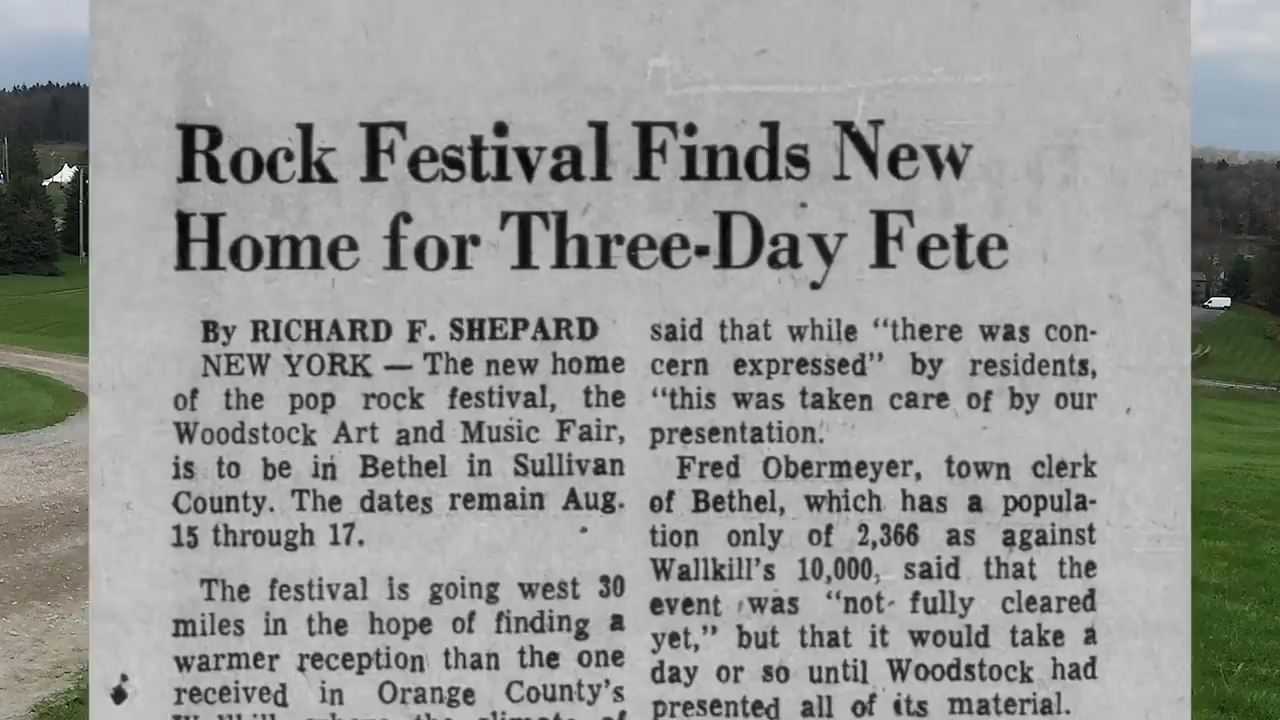 Rock Festival Finds New
Home for Three-Day Fete
By RICHARD F. SHEPARD
NEW YORK — The new home
of the pop rock festival, the
Woodstock Art and Music Fair,
is to be in Bethel in Sullivan
County. The dates remain Aug.
15 through 17.
The festival is going west 30
miles in the hope of finding a
warmer reception than the one
received in Orange County's
Wallkill, where the climate of
said that while “there was con-
cern expressed” by residents,
“this was taken care of by our
presentation.
Fred Obermeyer, town clerk
of Bethel, which has a popula-
tion only of 2,366 as against
Wallkill's 10,000, said that the
event was “not fully cleared
yet,” but that it would take a
day or so until Woodstock had
presented all of its material.